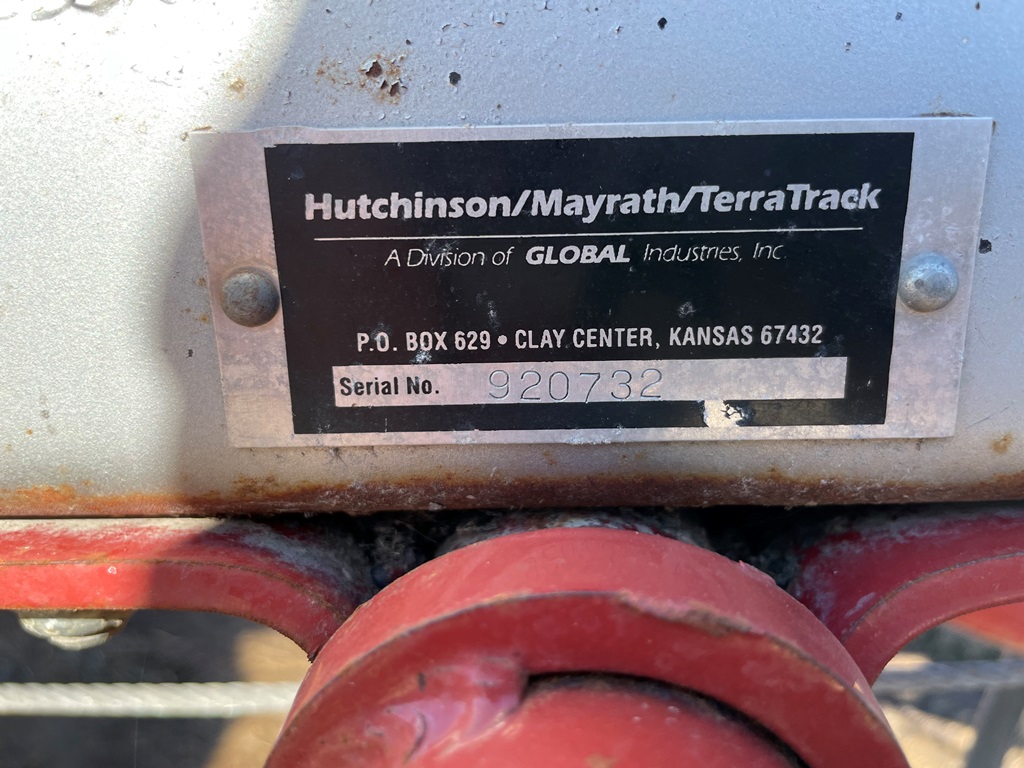 Hutchinson/Mayrath/TerraTrack
A Division of GLOBAL Industries, Inc.
P.O. BOX 629 • CLAY CENTER, KANSAS 67432
Serial No. 920732